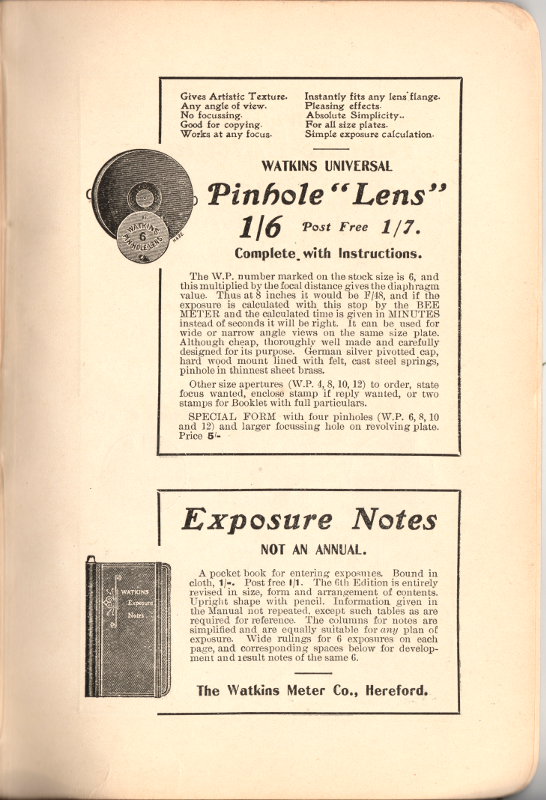 Gives Artistic Texture.
Any angle of view.
No focussing.
Good for copying.
Works at any focus.
Instantly fits any lens flange.
Pleasing effects.
Absolute Simplicity.
For all size plates.
Simple exposure calculation.
WATKINS UNIVERSAL
Pinhole "Lens"
1/6 Post Free 1/7.
Complete with Instructions.
WATKINS
6
PINHOLE LENS
The W.P. number marked on the stock size is 6, and
this multiplied by the focal distance gives the diaphragm
value. Thus at 8 inches it would be F/48, and if the
exposure is calculated with this stop by the BEE
METER and the calculated time is given in MINUTES
instead of seconds it will be right. It can be used for
wide or narrow angle views on the same size plate.
Although cheap, thoroughly well made and carefully
designed for its purpose. German silver pivotted cap,
hard wood mount lined with felt, cast steel springs,
pinhole in thinnest sheet brass.
Other size apertures (W.P. 4, 8, 10, 12) to order, state
focus wanted, enclose stamp if reply wanted, or two
stamps for Booklet with full particulars.
SPECIAL FORM with four pinholes (W.P. 6, 8, 10
and 12) and larger focussing hole on revolving plate.
Price 5/-
Exposure Notes
NOT AN ANNUAL.
WATKINS
Exposure
Notes
A pocket book for entering exposures. Bound in
cloth, 1/-. Post free 1/1. The 6th Edition is entirely
revised in size, form and arrangement of contents.
Upright shape with pencil. Information given in
the Manual not repeated, except such tables as are
required for reference. The columns for notes are
simplified and are equally suitable for any plan of
exposure. Wide rulings for 6 exposures on each
page, and corresponding spaces below for develop-
ment and result notes of the same 6.
The Watkins Meter Co., Hereford.